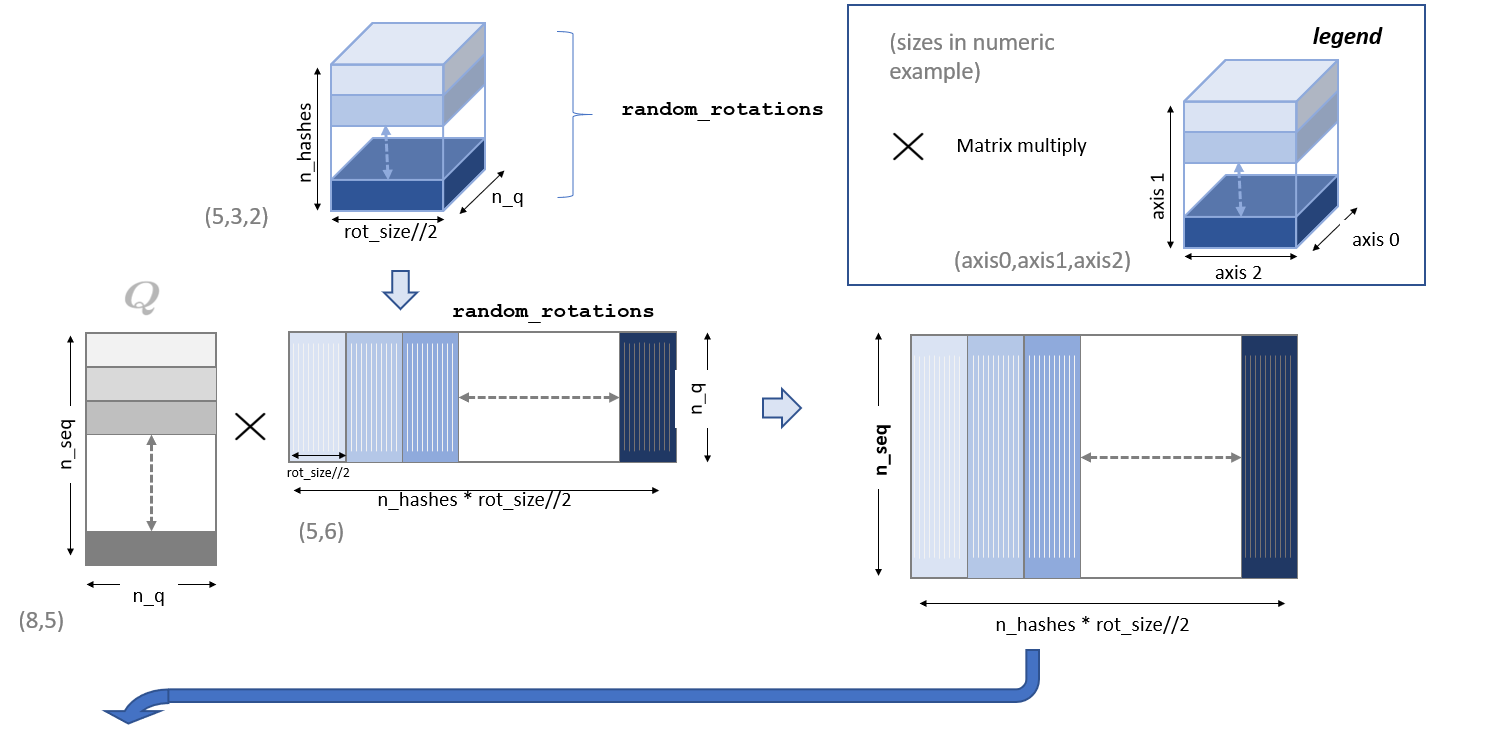 n_hashes
random_rotations
n_q
(5,3,2)
rot_size//2
(sizes in numeric
example)
legend
Matrix multiply
axis 1
axis 0
(axis0,axis1,axis2)
axis 2
Q
random_rotations
n_seq
n_q
rot_size//2
n_hashes * rot_size//2
(5,6)
n_q
(8,5)
n_seq
n_hashes * rot_size//2